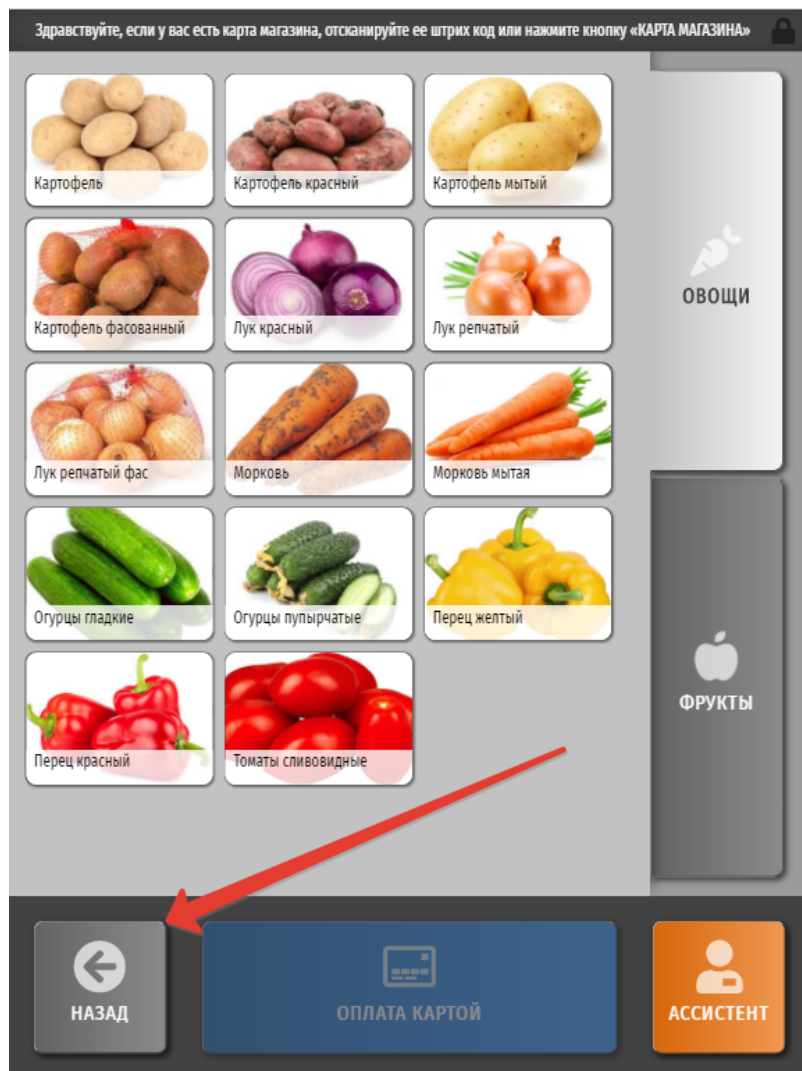 Здравствуйте, если у вас есть карта магазина, отсканируйте ее штрих код или нажмите кнопку «КАРТА МАГАЗИНА»
Картофель
Картофель красный
Картофель мытый
Картофель фасованный
Лук красный
Лук репчатый
Лук репчатый фас
Морковь
Морковь мытая
Огурцы гладкие
Огурцы пупырчатые
Перец желтый
Перец красный
Томаты сливовидные
ОВОЩИ
ФРУКТЫ
НАЗАД
ОПЛАТА КАРТОЙ
АССИСТЕНТ